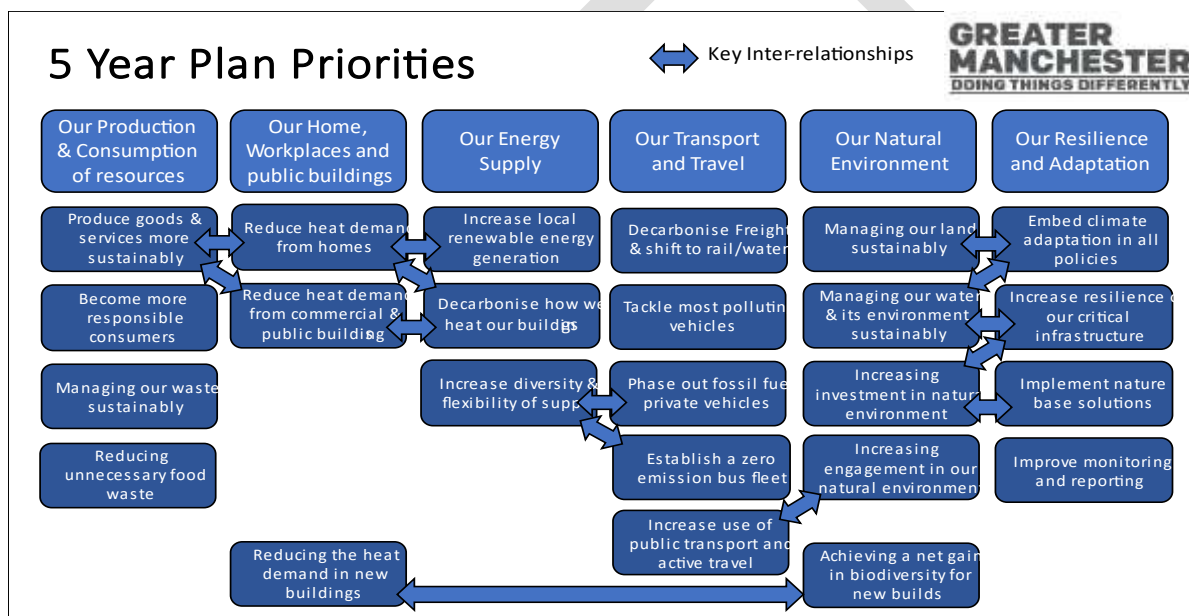 5 Year Plan Priorities
Key Inter-relationships
GREATER
MANCHESTER
DOING THINGS DIFFERENTLY
Our Production
& Consumption
of resources
Our Home,
Workplaces and
public buildings
Our Energy
Supply
Our Transport
and Travel
Our Natural
Environment
Our Resilience
and Adaptation
Produce goods &
services more
sustainably
Become more
responsible
consumers
Managing our waste
sustainably
Reducing
unnecessary food
waste
Reduce heat demand
from homes
Reduce heat demand
from commercial &
public building
Reducing the heat
demand in new
buildings
Increase local
renewable energy
generation
Decarbonise how we
heat our buildings
Increase diversity &
flexibility of supply
Decarbonise Freight
& shift to rail/water
Tackle most polluting
vehicles
Phase out fossil fuel
private vehicles
Establish a zero
emission bus fleet
Increase use of
public transport and
active travel
Managing our land
sustainably
Managing our water
& its environment
sustainably
Increasing
investment in natural
environment
Increasing
engagement in our
natural environment
Achieving a net gain
in biodiversity for
new builds
Embed climate
adaptation in all
policies
Increase resilience of
our critical
infrastructure
Implement nature
base solutions
Improve monitoring
and reporting